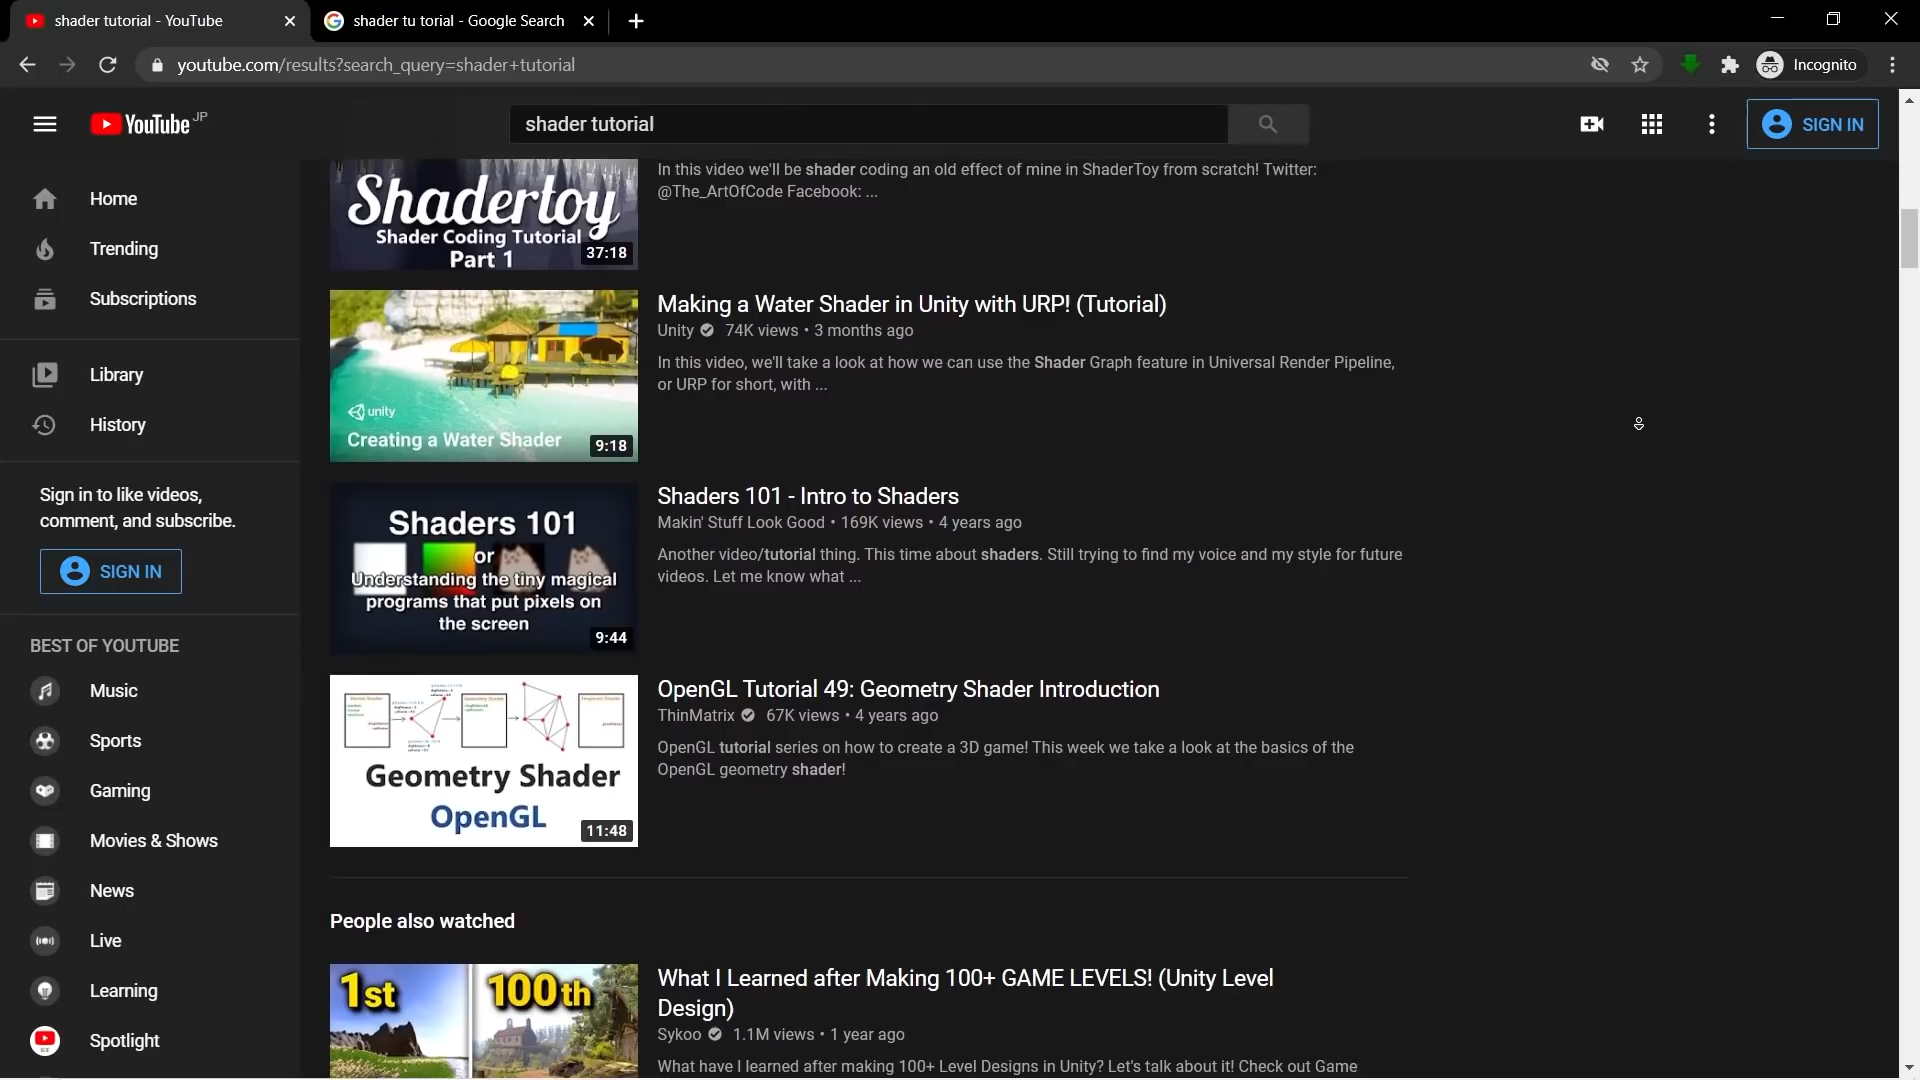 shader tutorial - YouTube
shader tu torial - Google Search
youtube.com/results?search_query=shader+tutorial
Incognito
YouTube JP
shader tutorial
SIGN IN
Home
Trending
Subscriptions
Library
History
Sign in to like videos,
comment, and subscribe.
SIGN IN
BEST OF YOUTUBE
Music
Sports
Gaming
Movies & Shows
News
Live
Learning
Spotlight
Shadertoy
Shader Coding Tutorial
Part 1
37:18
In this video we'll be shader coding an old effect of mine in ShaderToy from scratch! Twitter:
@The_ArtOfCode Facebook: ...
unity
Creating a Water Shader
9:18
Making a Water Shader in Unity with URP! (Tutorial)
Unity 74K views • 3 months ago
In this video, we'll take a look at how we can use the Shader Graph feature in Universal Render Pipeline,
or URP for short, with ...
Shaders 101
or
Understanding the tiny magical
programs that put pixels on
the screen
9:44
Shaders 101 - Intro to Shaders
Makin' Stuff Look Good • 169K views • 4 years ago
Another video/tutorial thing. This time about shaders. Still trying to find my voice and my style for future
videos. Let me know what ...
Geometry Shader
OpenGL
11:48
OpenGL Tutorial 49: Geometry Shader Introduction
ThinMatrix 67K views • 4 years ago
OpenGL tutorial series on how to create a 3D game! This week we take a look at the basics of the
OpenGL geometry shader!
People also watched
1st
100th
What I Learned after Making 100+ GAME LEVELS! (Unity Level
Design)
Sykoo 1.1M views • 1 year ago
What have I learned after making 100+ Level Designs in Unity? Let's talk about it! Check out Game